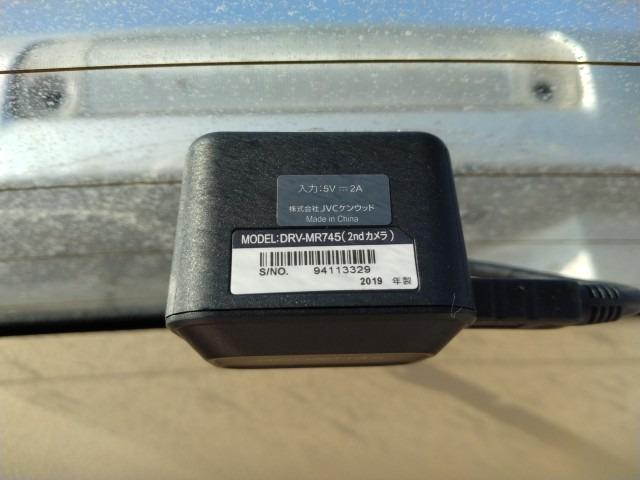 入力:5V⎓2A
株式会社 JVCケンウッド
Made in China
MODEL:DRV-MR745(2ndカメラ)
S/NO. 94113329
2019 年製